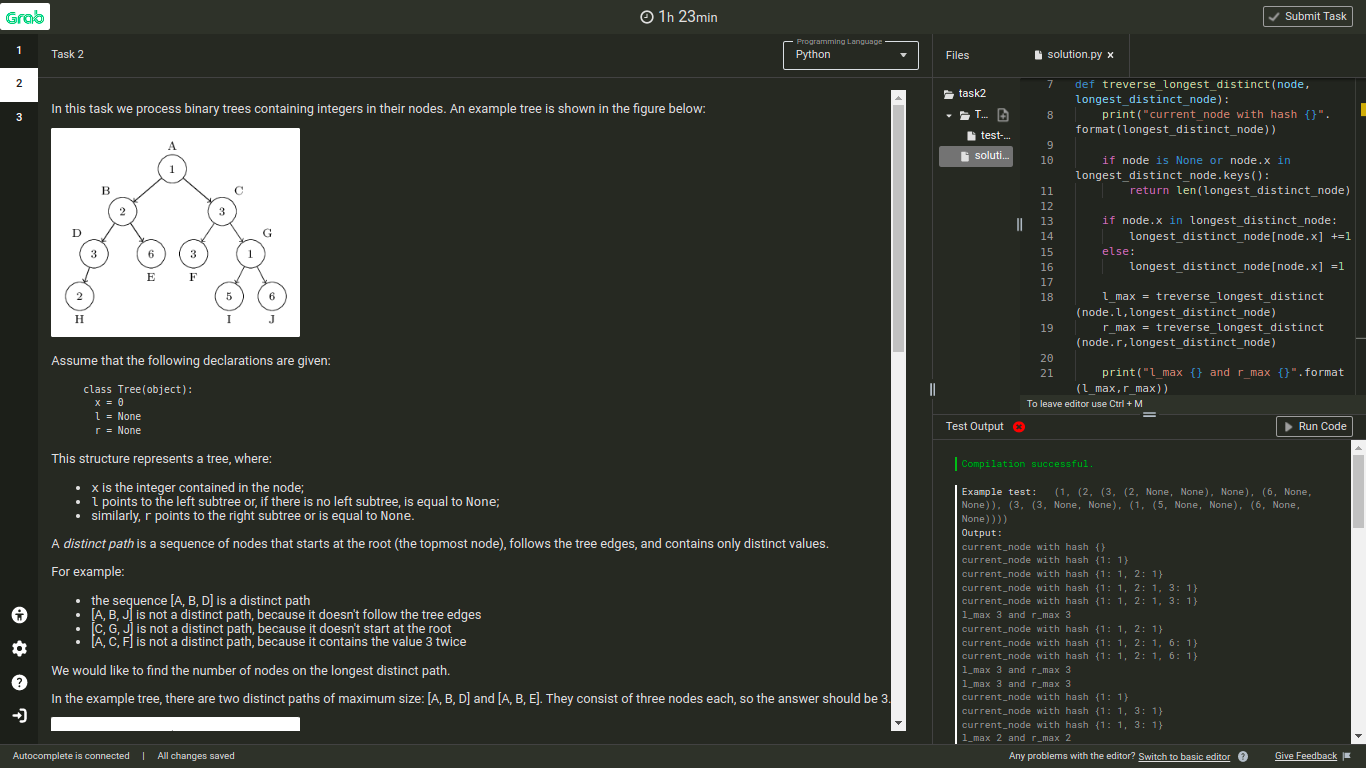 Grab
1h 23min
Submit Task
1
2
3
Task 2
Programming Language
Python
In this task we process binary trees containing integers in their nodes. An example tree is shown in the figure below:
A
1
B
C
2
3
D
G
3
6
3
1
E
F
2
5
6
H
I
J
Assume that the following declarations are given:
class Tree(object):
x = 0
l = None
r = None
This structure represents a tree, where:
• x is the integer contained in the node;
• l points to the left subtree or, if there is no left subtree, is equal to None;
• similarly, r points to the right subtree or is equal to None.
A distinct path is a sequence of nodes that starts at the root (the topmost node), follows the tree edges, and contains only distinct values.
For example:
• the sequence [A, B, D] is a distinct path
• [A, B, J] is not a distinct path, because it doesn't follow the tree edges
• [C, G, J] is not a distinct path, because it doesn't start at the root
• [A, C, F] is not a distinct path, because it contains the value 3 twice
We would like to find the number of nodes on the longest distinct path.
In the example tree, there are two distinct paths of maximum size: [A, B, D] and [A, B, E]. They consist of three nodes each, so the answer should be 3.
Files
solution.py x
task2
T...
test-...
soluti...
7 def treverse_longest_distinct(node,
longest_distinct_node):
8 print("current_node with hash {}".
format(longest_distinct_node))
9
10 if node is None or node.x in
longest_distinct_node.keys():
11 return len(longest_distinct_node)
12
13 if node.x in longest_distinct_node:
14 longest_distinct_node[node.x] +=1
15 else:
16 longest_distinct_node[node.x] =1
17
18 l_max = treverse_longest_distinct
(node.l,longest_distinct_node)
19 r_max = treverse_longest_distinct
(node.r,longest_distinct_node)
20
21 print("l_max {} and r_max {}".format
(l_max,r_max))
To leave editor use Ctrl + M
Test Output
Run Code
Compilation successful.
Example test: (1, (2, (3, (2, None, None), None), (6, None,
None)), (3, (3, None, None), (1, (5, None, None), (6, None,
None))))
Output:
current_node with hash {}
current_node with hash {1: 1}
current_node with hash {1: 1, 2: 1}
current_node with hash {1: 1, 2: 1, 3: 1}
current_node with hash {1: 1, 2: 1, 3: 1}
l_max 3 and r_max 3
current_node with hash {1: 1, 2: 1}
current_node with hash {1: 1, 2: 1, 6: 1}
current_node with hash {1: 1, 2: 1, 6: 1}
l_max 3 and r_max 3
l_max 3 and r_max 3
current_node with hash {1: 1}
current_node with hash {1: 1, 3: 1}
current_node with hash {1: 1, 3: 1}
l_max 2 and r_max 2
Autocomplete is connected | All changes saved
Any problems with the editor? Switch to basic editor ? Give Feedback